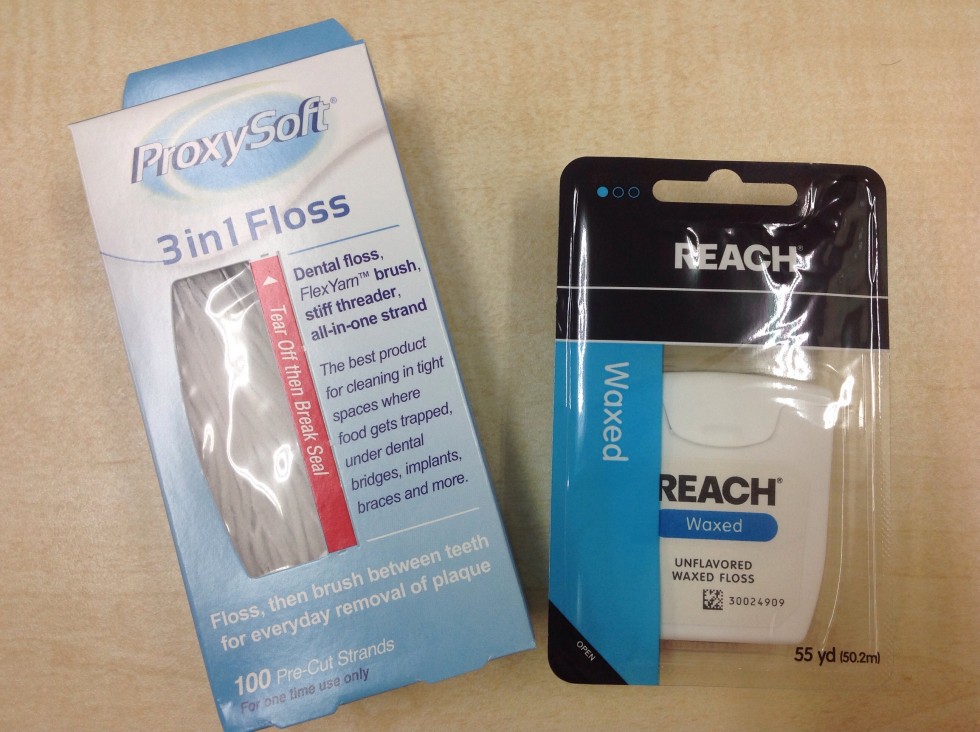 ProxySoft®
3 in 1 Floss
Tear Off then Break Seal
Dental floss,
FlexYarn™ brush,
stiff threader,
all-in-one strand
The best product
for cleaning in tight
spaces where
food gets trapped,
under dental
bridges, implants,
braces and more.
Floss, then brush between teeth
for everyday removal of plaque
100 Pre-Cut Strands
For one time use only
REACH®
Waxed
REACH®
Waxed
UNFLAVORED
WAXED FLOSS
30024909
OPEN
55 yd (50.2m)